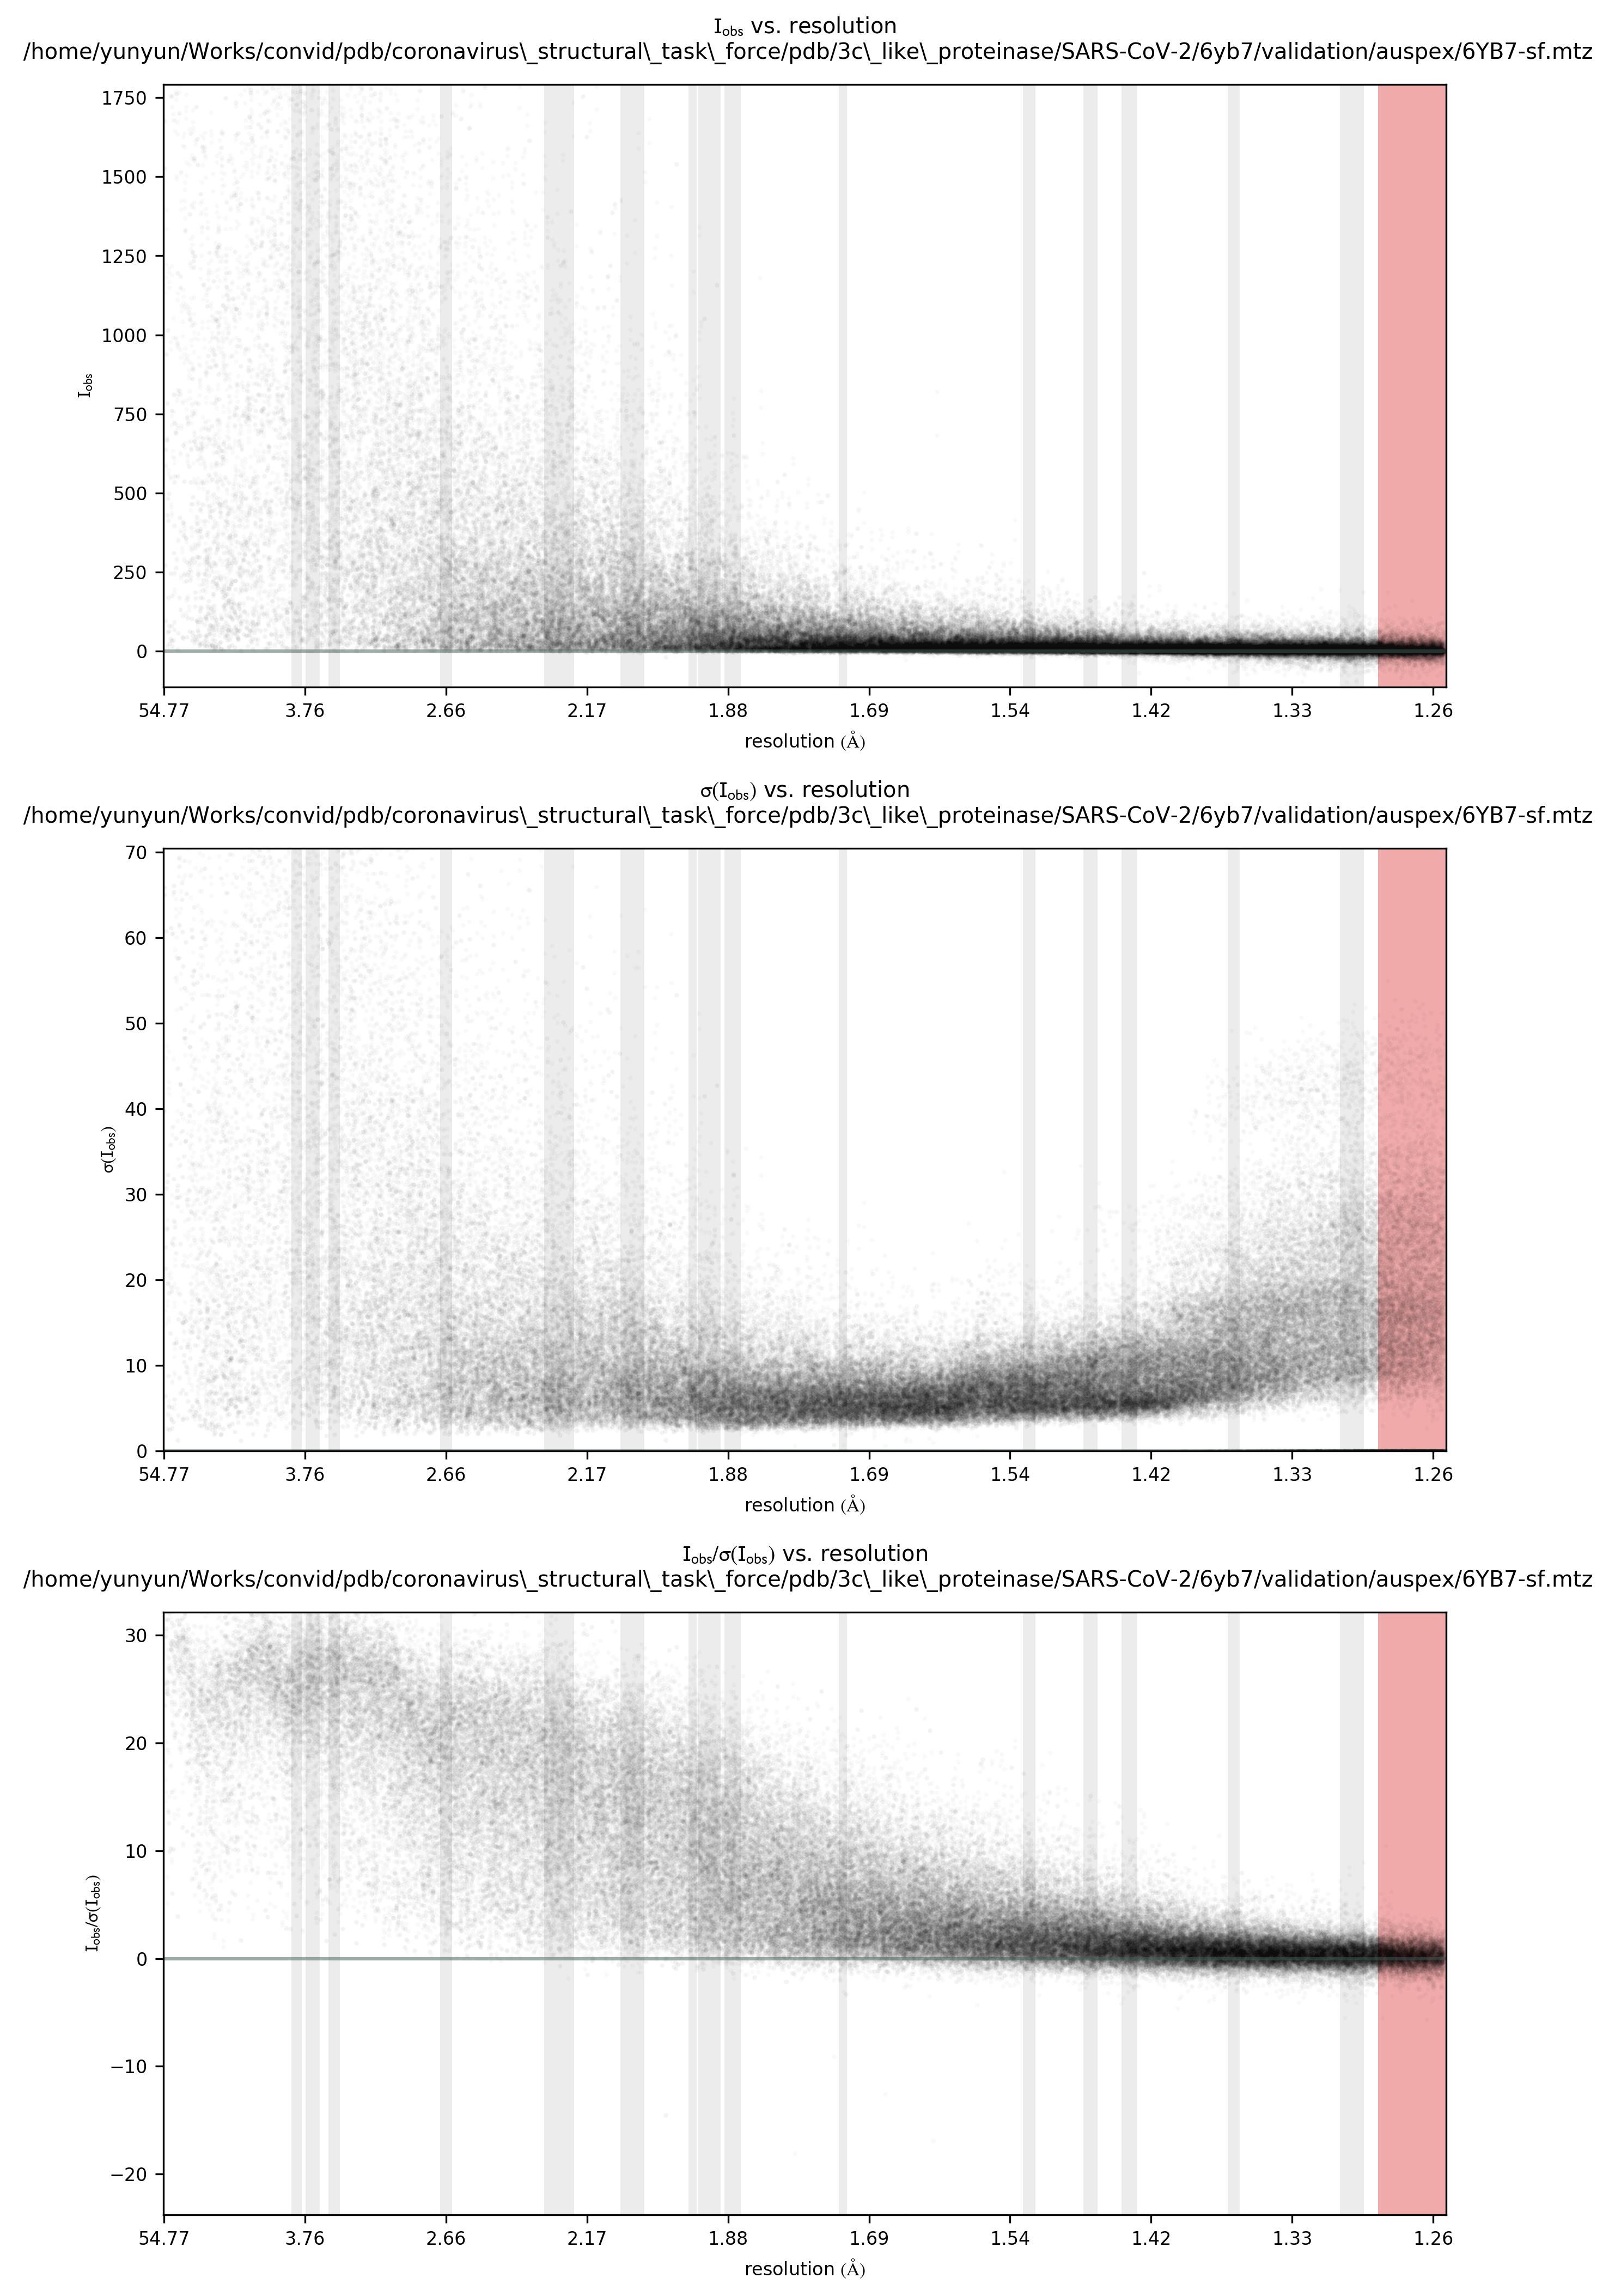 Iobs vs. resolution
/home/yunyun/Works/convid/pdb/coronavirus\_structural\_task\_force/pdb/3c\_like\_proteinase/SARS-CoV-2/6yb7/validation/auspex/6YB7-sf.mtz
1750
1500
1250
1000
750
500
250
0
Iobs
54.77 3.76 2.66 2.17 1.88 1.69 1.54 1.42 1.33 1.26
resolution (Å)
σ(Iobs) vs. resolution
/home/yunyun/Works/convid/pdb/coronavirus\_structural\_task\_force/pdb/3c\_like\_proteinase/SARS-CoV-2/6yb7/validation/auspex/6YB7-sf.mtz
70
60
50
40
30
20
10
0
σ(Iobs)
54.77 3.76 2.66 2.17 1.88 1.69 1.54 1.42 1.33 1.26
resolution (Å)
Iobs/σ(Iobs) vs. resolution
/home/yunyun/Works/convid/pdb/coronavirus\_structural\_task\_force/pdb/3c\_like\_proteinase/SARS-CoV-2/6yb7/validation/auspex/6YB7-sf.mtz
30
20
10
0
−10
−20
Iobs/σ(Iobs)
54.77 3.76 2.66 2.17 1.88 1.69 1.54 1.42 1.33 1.26
resolution (Å)